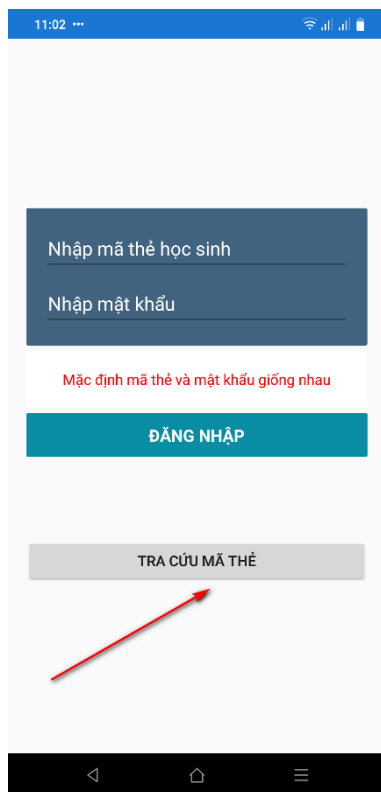 11:02 •••
Nhập mã thẻ học sinh
Nhập mật khẩu
Mặc định mã thẻ và mật khẩu giống nhau
ĐĂNG NHẬP
TRA CỨU MÃ THẺ